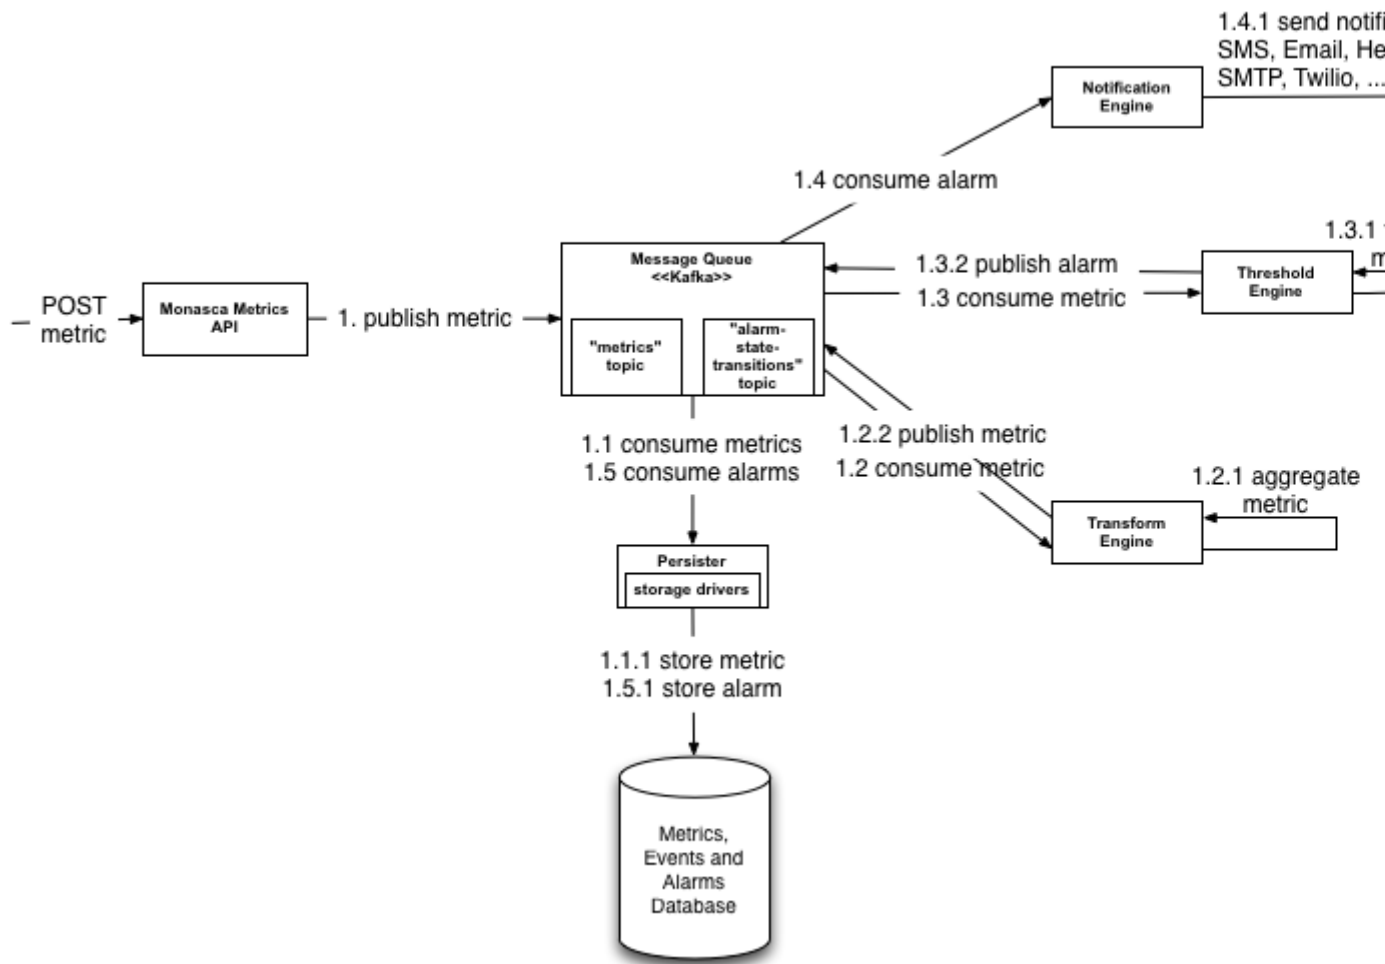 1.4.1 send notifi
SMS, Email, He
SMTP, Twilio, ...
Notification
Engine
1.4 consume alarm
1.3.1
m
Message Queue
<<Kafka>>
1.3.2 publish alarm
1.3 consume metric
Threshold
Engine
POST
metric
Monasca Metrics
API
1. publish metric
"metrics"
topic
"alarm-
state-
transitions"
topic
1.1 consume metrics
1.5 consume alarms
1.2.2 publish metric
1.2 consume metric
1.2.1 aggregate
metric
Transform
Engine
Persister
storage drivers
1.1.1 store metric
1.5.1 store alarm
Metrics,
Events and
Alarms
Database